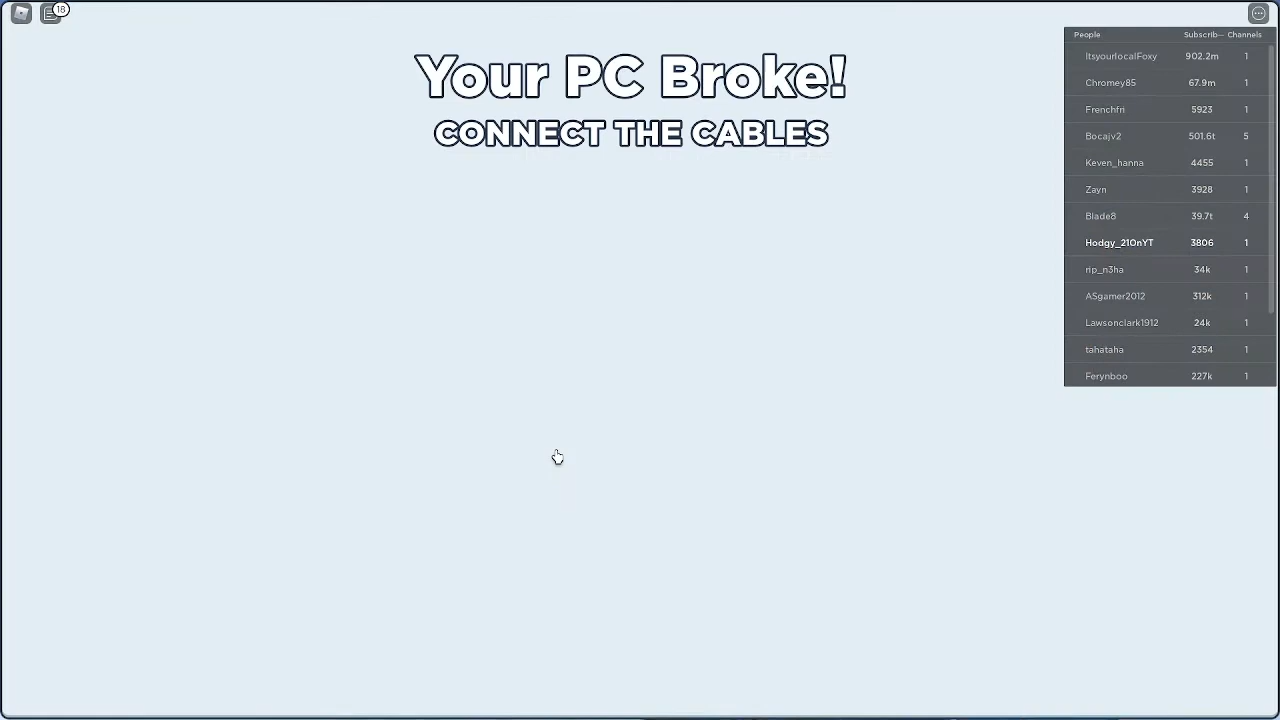 18
Your PC Broke!
CONNECT THE CABLES
People Subscrib— Channels
ItsyourlocalFoxy 902.2m 1
Chromey85 67.9m 1
Frenchfri 5923 1
Bocajv2 501.6t 5
Keven_hanna 4455 1
Zayn 3928 1
Blade8 39.7t 4
Hodgy_21OnYT 3806 1
rip_n3ha 34k 1
ASgamer2012 312k 1
Lawsonclark1912 24k 1
tahataha 2354 1
Ferynboo 227k 1